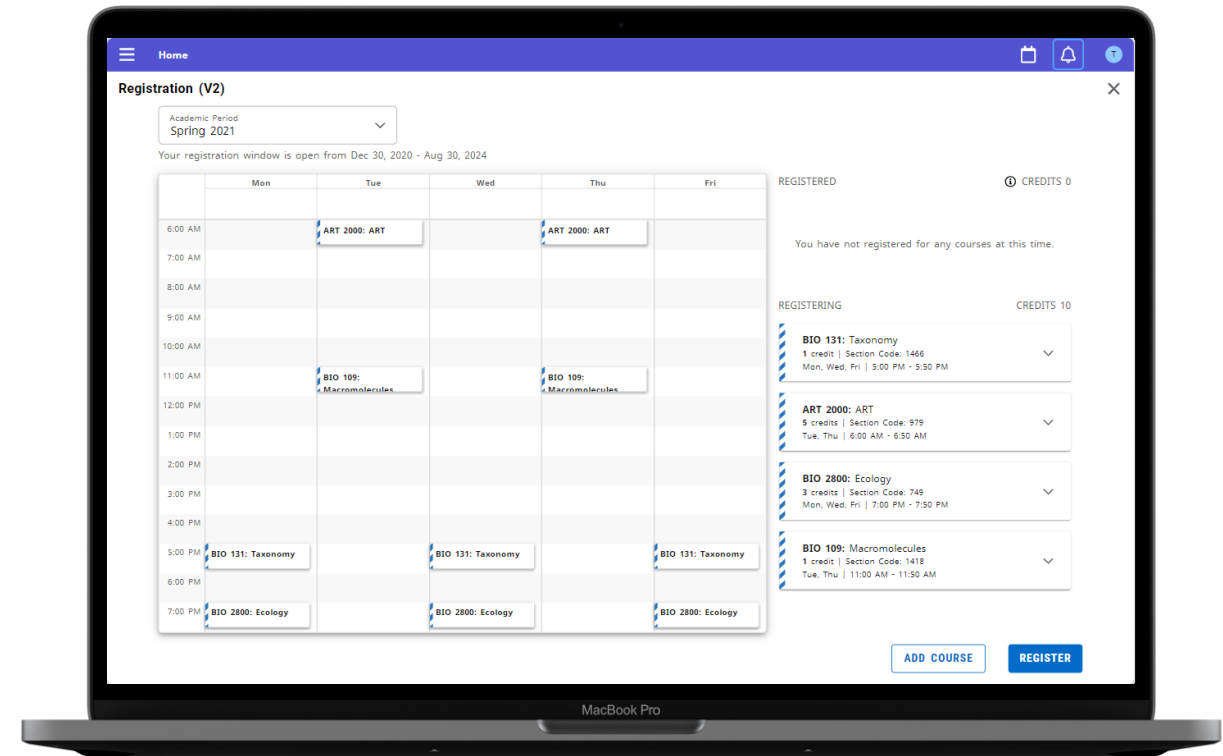 Home
T
Registration (V2)
Academic Period
Spring 2021
Your registration window is open from Dec 30, 2020 - Aug 30, 2024
Mon Tue Wed Thu Fri
6:00 AM ART 2000: ART ART 2000: ART
7:00 AM
8:00 AM
9:00 AM
10:00 AM
11:00 AM BIO 109: BIO 109:
Macromolecules Macromolecules
12:00 PM
1:00 PM
2:00 PM
3:00 PM
4:00 PM
5:00 PM BIO 131: Taxonomy BIO 131: Taxonomy BIO 131: Taxonomy
6:00 PM
7:00 PM BIO 2800: Ecology BIO 2800: Ecology BIO 2800: Ecology
REGISTERED CREDITS 0
You have not registered for any courses at this time.
REGISTERING CREDITS 10
BIO 131: Taxonomy
1 credit | Section Code: 1466
Mon, Wed, Fri | 5:00 PM - 5:50 PM
ART 2000: ART
5 credits | Section Code: 979
Tue, Thu | 6:00 AM - 6:50 AM
BIO 2800: Ecology
3 credits | Section Code: 749
Mon, Wed, Fri | 7:00 PM - 7:50 PM
BIO 109: Macromolecules
1 credit | Section Code: 1418
Tue, Thu | 11:00 AM - 11:50 AM
ADD COURSE REGISTER
MacBook Pro